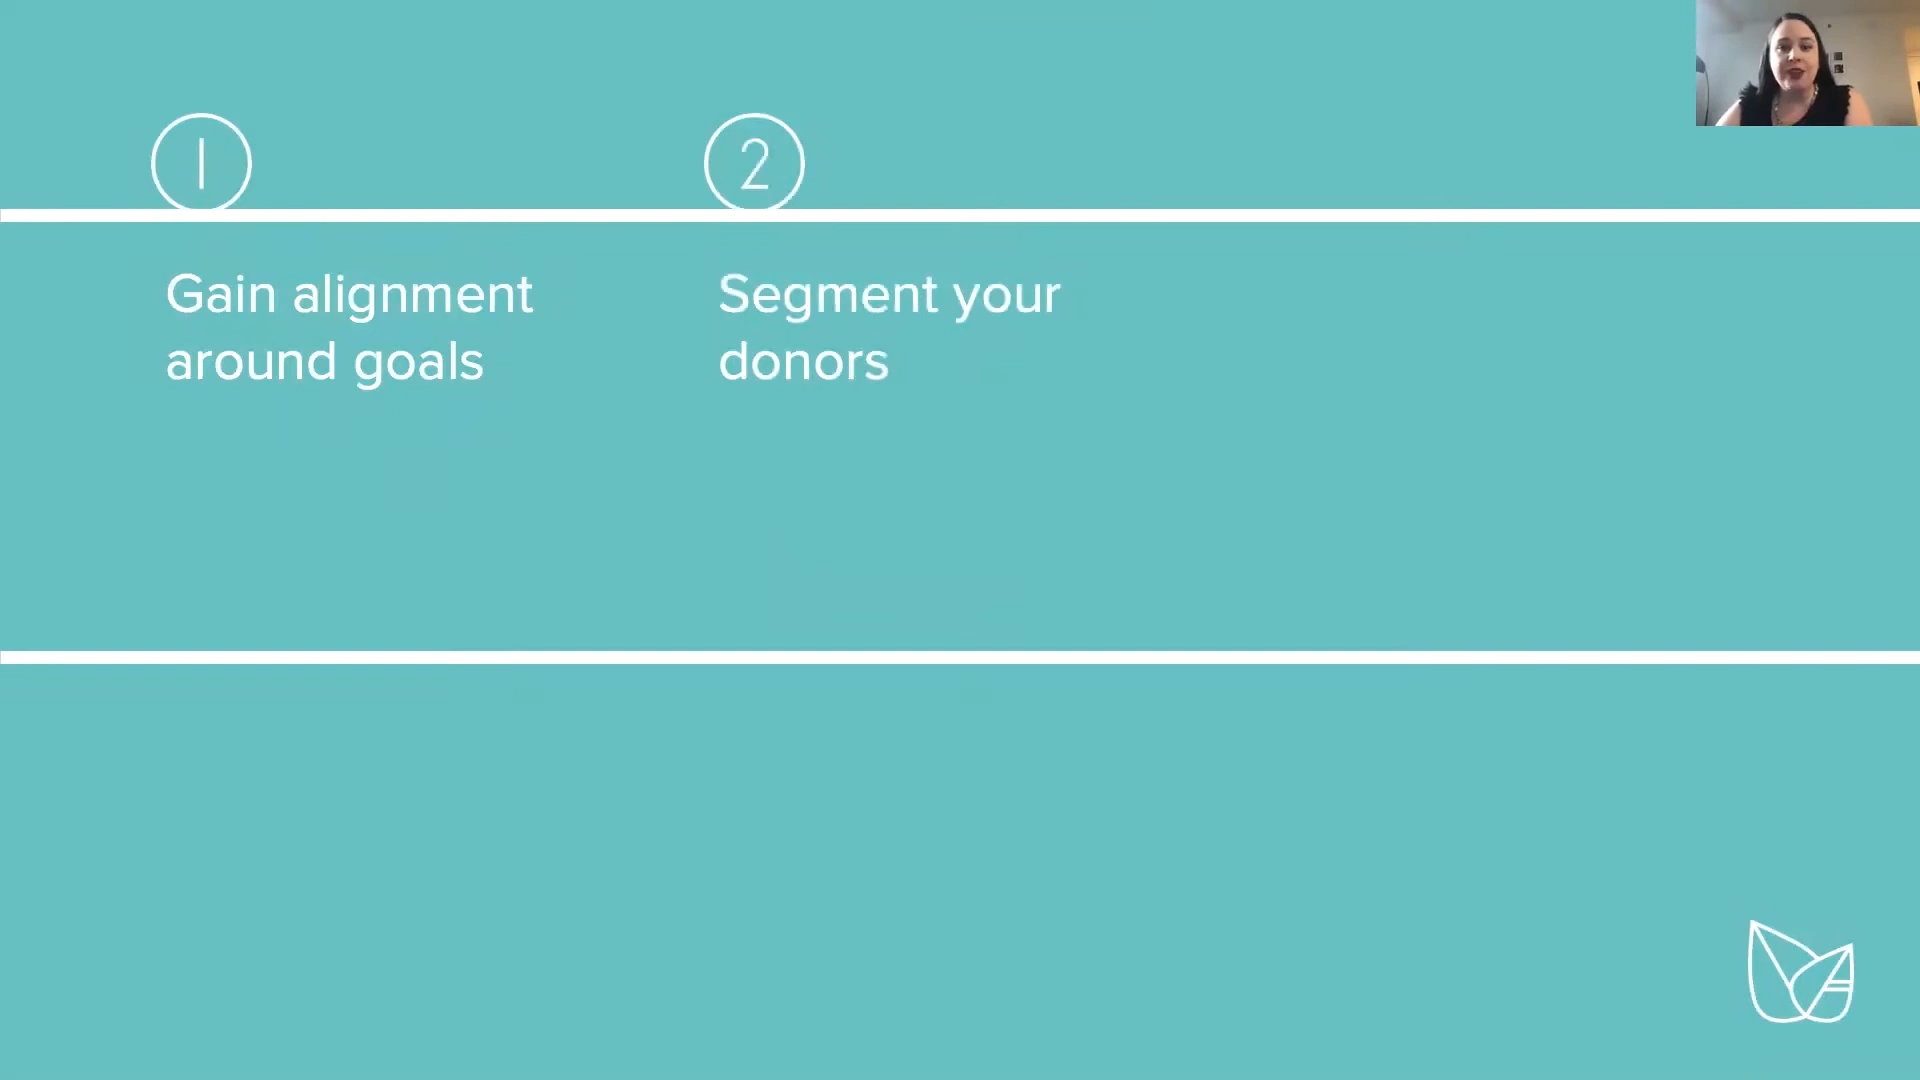 1
2
Gain alignment
around goals
Segment your
donors